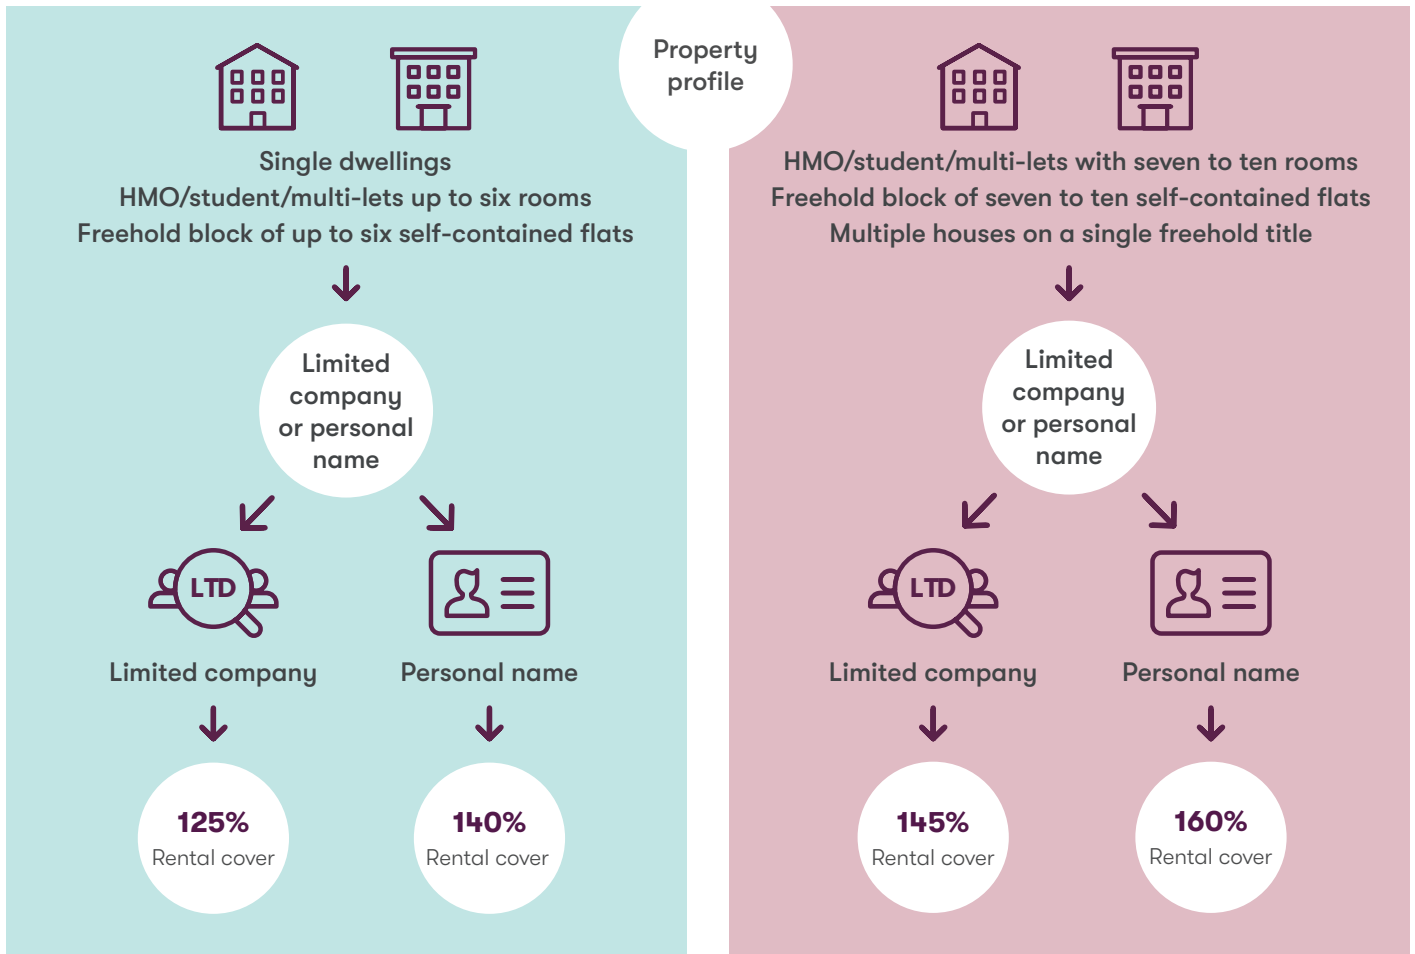 Property
profile
Single dwellings
HMO/student/multi-lets up to six rooms
Freehold block of up to six self-contained flats
Limited
company
or personal
name
LTD
Limited company
Personal name
125%
Rental cover
140%
Rental cover
HMO/student/multi-lets with seven to ten rooms
Freehold block of seven to ten self-contained flats
Multiple houses on a single freehold title
Limited
company
or personal
name
LTD
Limited company
Personal name
145%
Rental cover
160%
Rental cover